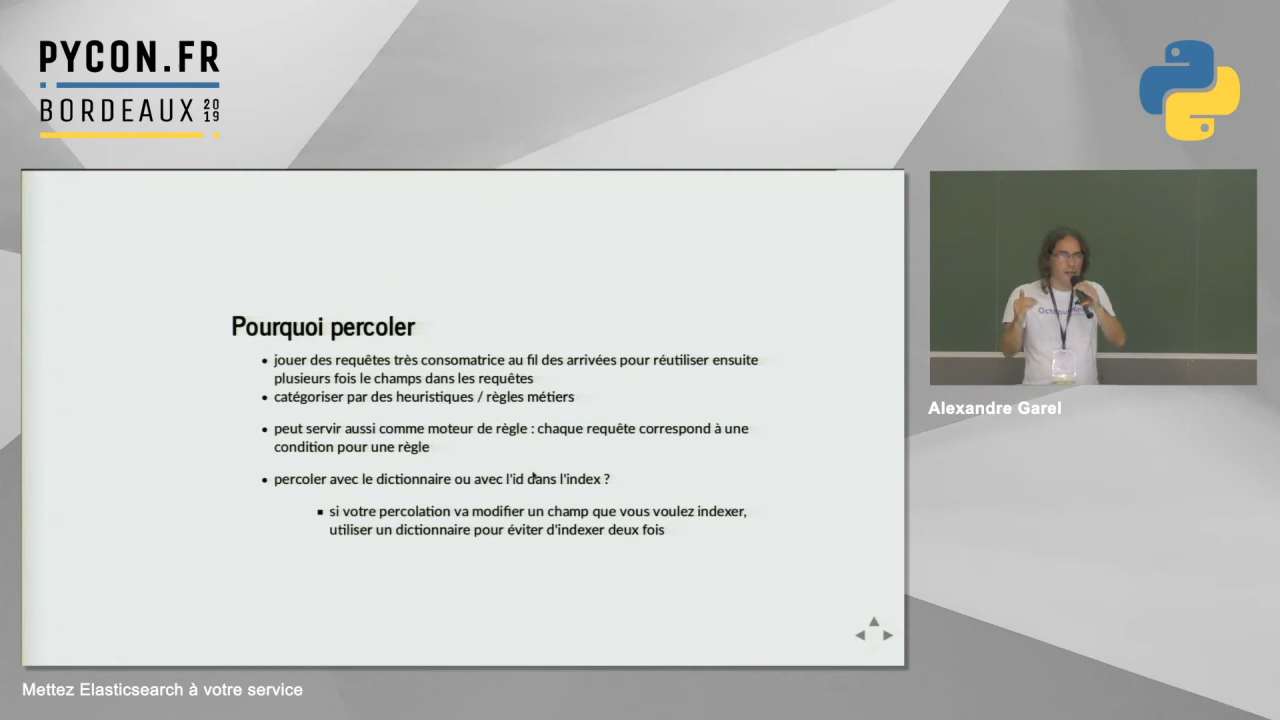 PYCON.FR
BORDEAUX 2019
Pourquoi percoler
• jouer des requêtes très consomatrice au fil des arrivées pour réutiliser ensuite
plusieurs fois le champs dans les requêtes
• catégoriser par des heuristiques / règles métiers
• peut servir aussi comme moteur de règle : chaque requête correspond à une
condition pour une règle
• percoler avec le dictionnaire ou avec l'id dans l'index ?
▪ si votre percolation va modifier un champ que vous voulez indexer,
utiliser un dictionnaire pour éviter d'indexer deux fois
Alexandre Garel
Mettez Elasticsearch à votre service